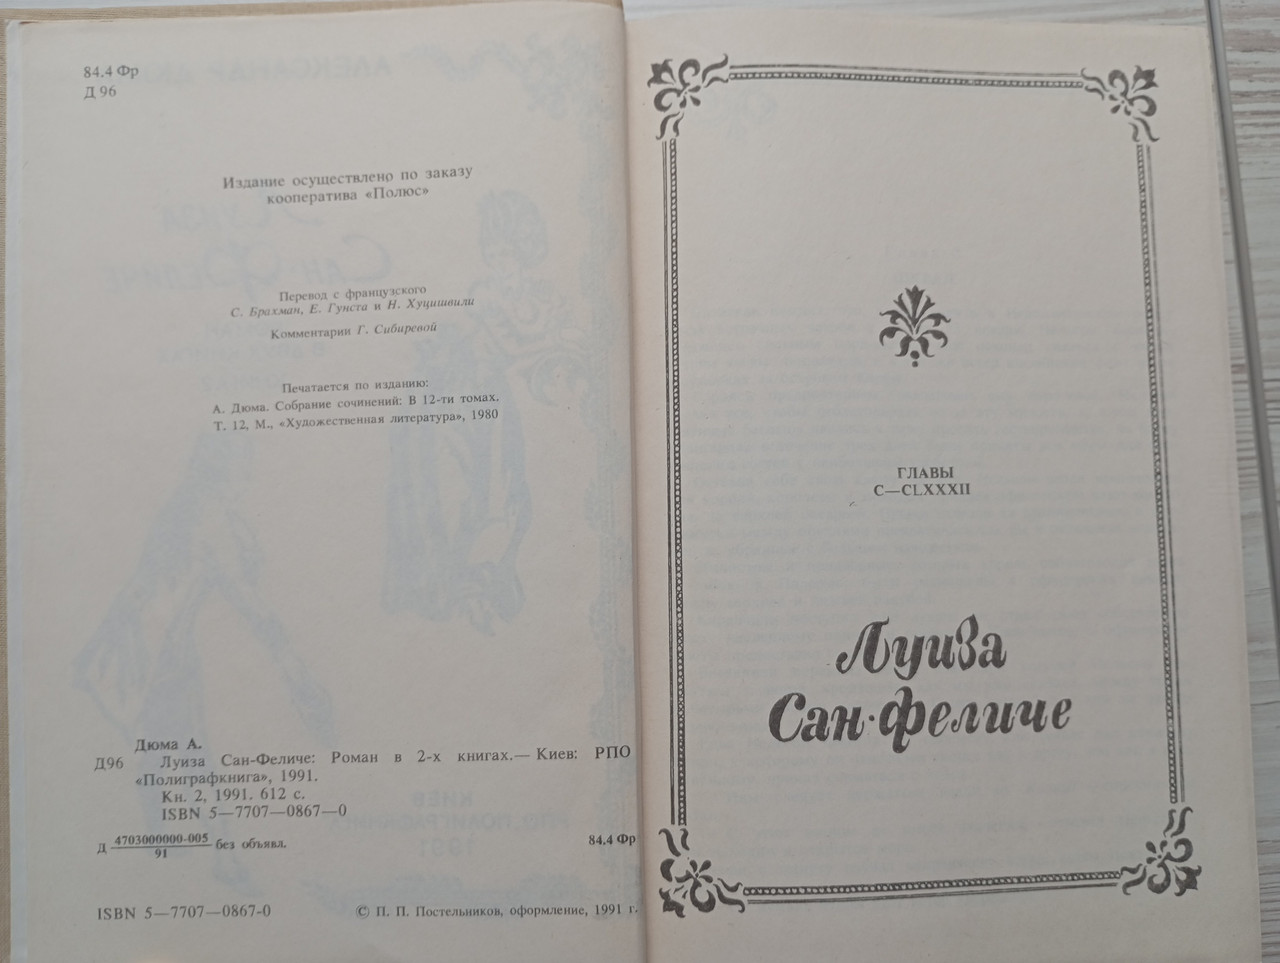 84.4 Фр
Д 96
Издание осуществлено по заказу
кооператива «Полюс»
Перевод с французского
С. Брахман, Е. Гунста и Н. Хуцишвили
Комментарии Г. Сибиревой
Печатается по изданию:
А. Дюма. Собрание сочинений: В 12-ти томах.
Т. 12, М., «Художественная литература», 1980
Дюма А.
Д96 Луиза Сан-Феличе: Роман в 2-х книгах.— Киев: РПО
«Полиграфкнига», 1991.
Кн. 2, 1991. 612 с.
ISBN 5—7707—0867—0
Д 4703000000-005/91 без объявл. 84,4 Фр
ISBN 5—7707—0867-0 © П. П. Постельников, оформление, 1991 г.
ГЛАВЫ
C—CLXXXII
Луиза
Сан-Феличе